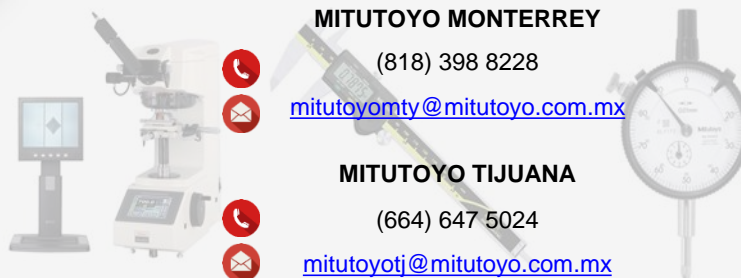 MITUTOYO MONTERREY
(818) 398 8228
mitutoyomty@mitutoyo.com.mx
MITUTOYO TIJUANA
(664) 647 5024
mitutoyotj@mitutoyo.com.mx